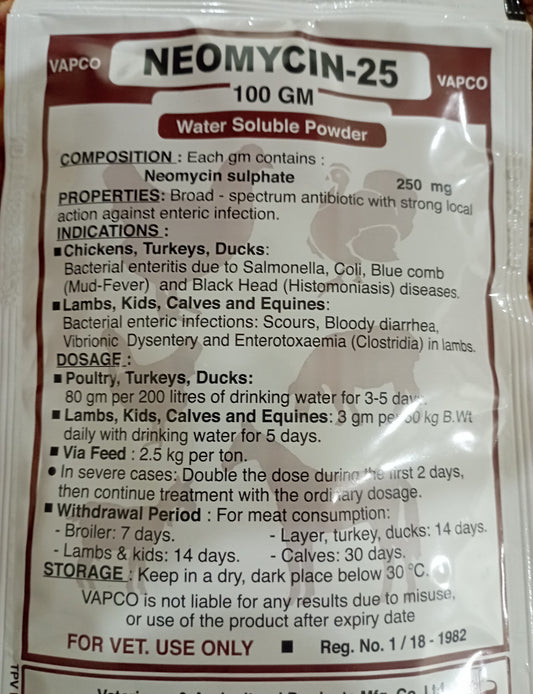 VAPCO NEOMYCIN-25 VAPCO
100 GM
Water Soluble Powder
COMPOSITION : Each gm contains :
Neomycin sulphate 250 mg
PROPERTIES: Broad - spectrum antibiotic with strong local
action against enteric infection.
INDICATIONS :
■ Chickens, Turkeys, Ducks:
Bacterial enteritis due to Salmonella, Coli, Blue comb
(Mud-Fever) and Black Head (Histomoniasis) diseases.
■ Lambs, Kids, Calves and Equines:
Bacterial enteric infections: Scours, Bloody diarrhea,
Vibrionic Dysentery and Enterotoxaemia (Clostridia) in lambs.
DOSAGE :
■ Poultry, Turkeys, Ducks:
80 gm per 200 litres of drinking water for 3-5
■ Lambs, Kids, Calves and Equines: 3 gm per kg B.Wt
daily with drinking water for 5 days.
■ Via Feed : 2.5 kg per ton.
● In severe cases: Double the dose during the first 2 days,
then continue treatment with the ordinary dosage.
■ Withdrawal Period : For meat consumption:
- Broiler: 7 days. - Layer, turkey, ducks: 14 days.
- Lambs & kids: 14 days. - Calves: 30 days.
STORAGE : Keep in a dry, dark place below 30 °C.
VAPCO is not liable for any results due to misuse,
or use of the product after expiry date
FOR VET. USE ONLY ■ Reg. No. 1 / 18 - 1982